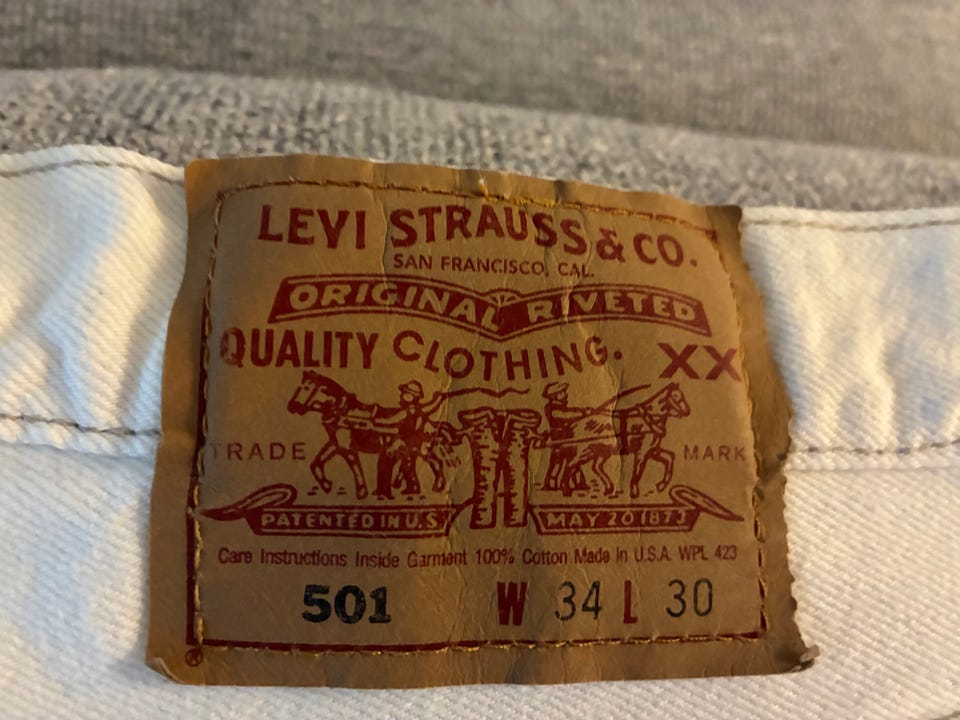 LEVI STRAUSS & CO.
SAN FRANCISCO, CAL.
ORIGINAL RIVETED
QUALITY CLOTHING. XX
TRADE MARK
PATENTED IN U.S. MAY 20 1873
Care Instructions Inside Garment 100% Cotton Made in U.S.A. WPL 423
501 W 34 L 30
®